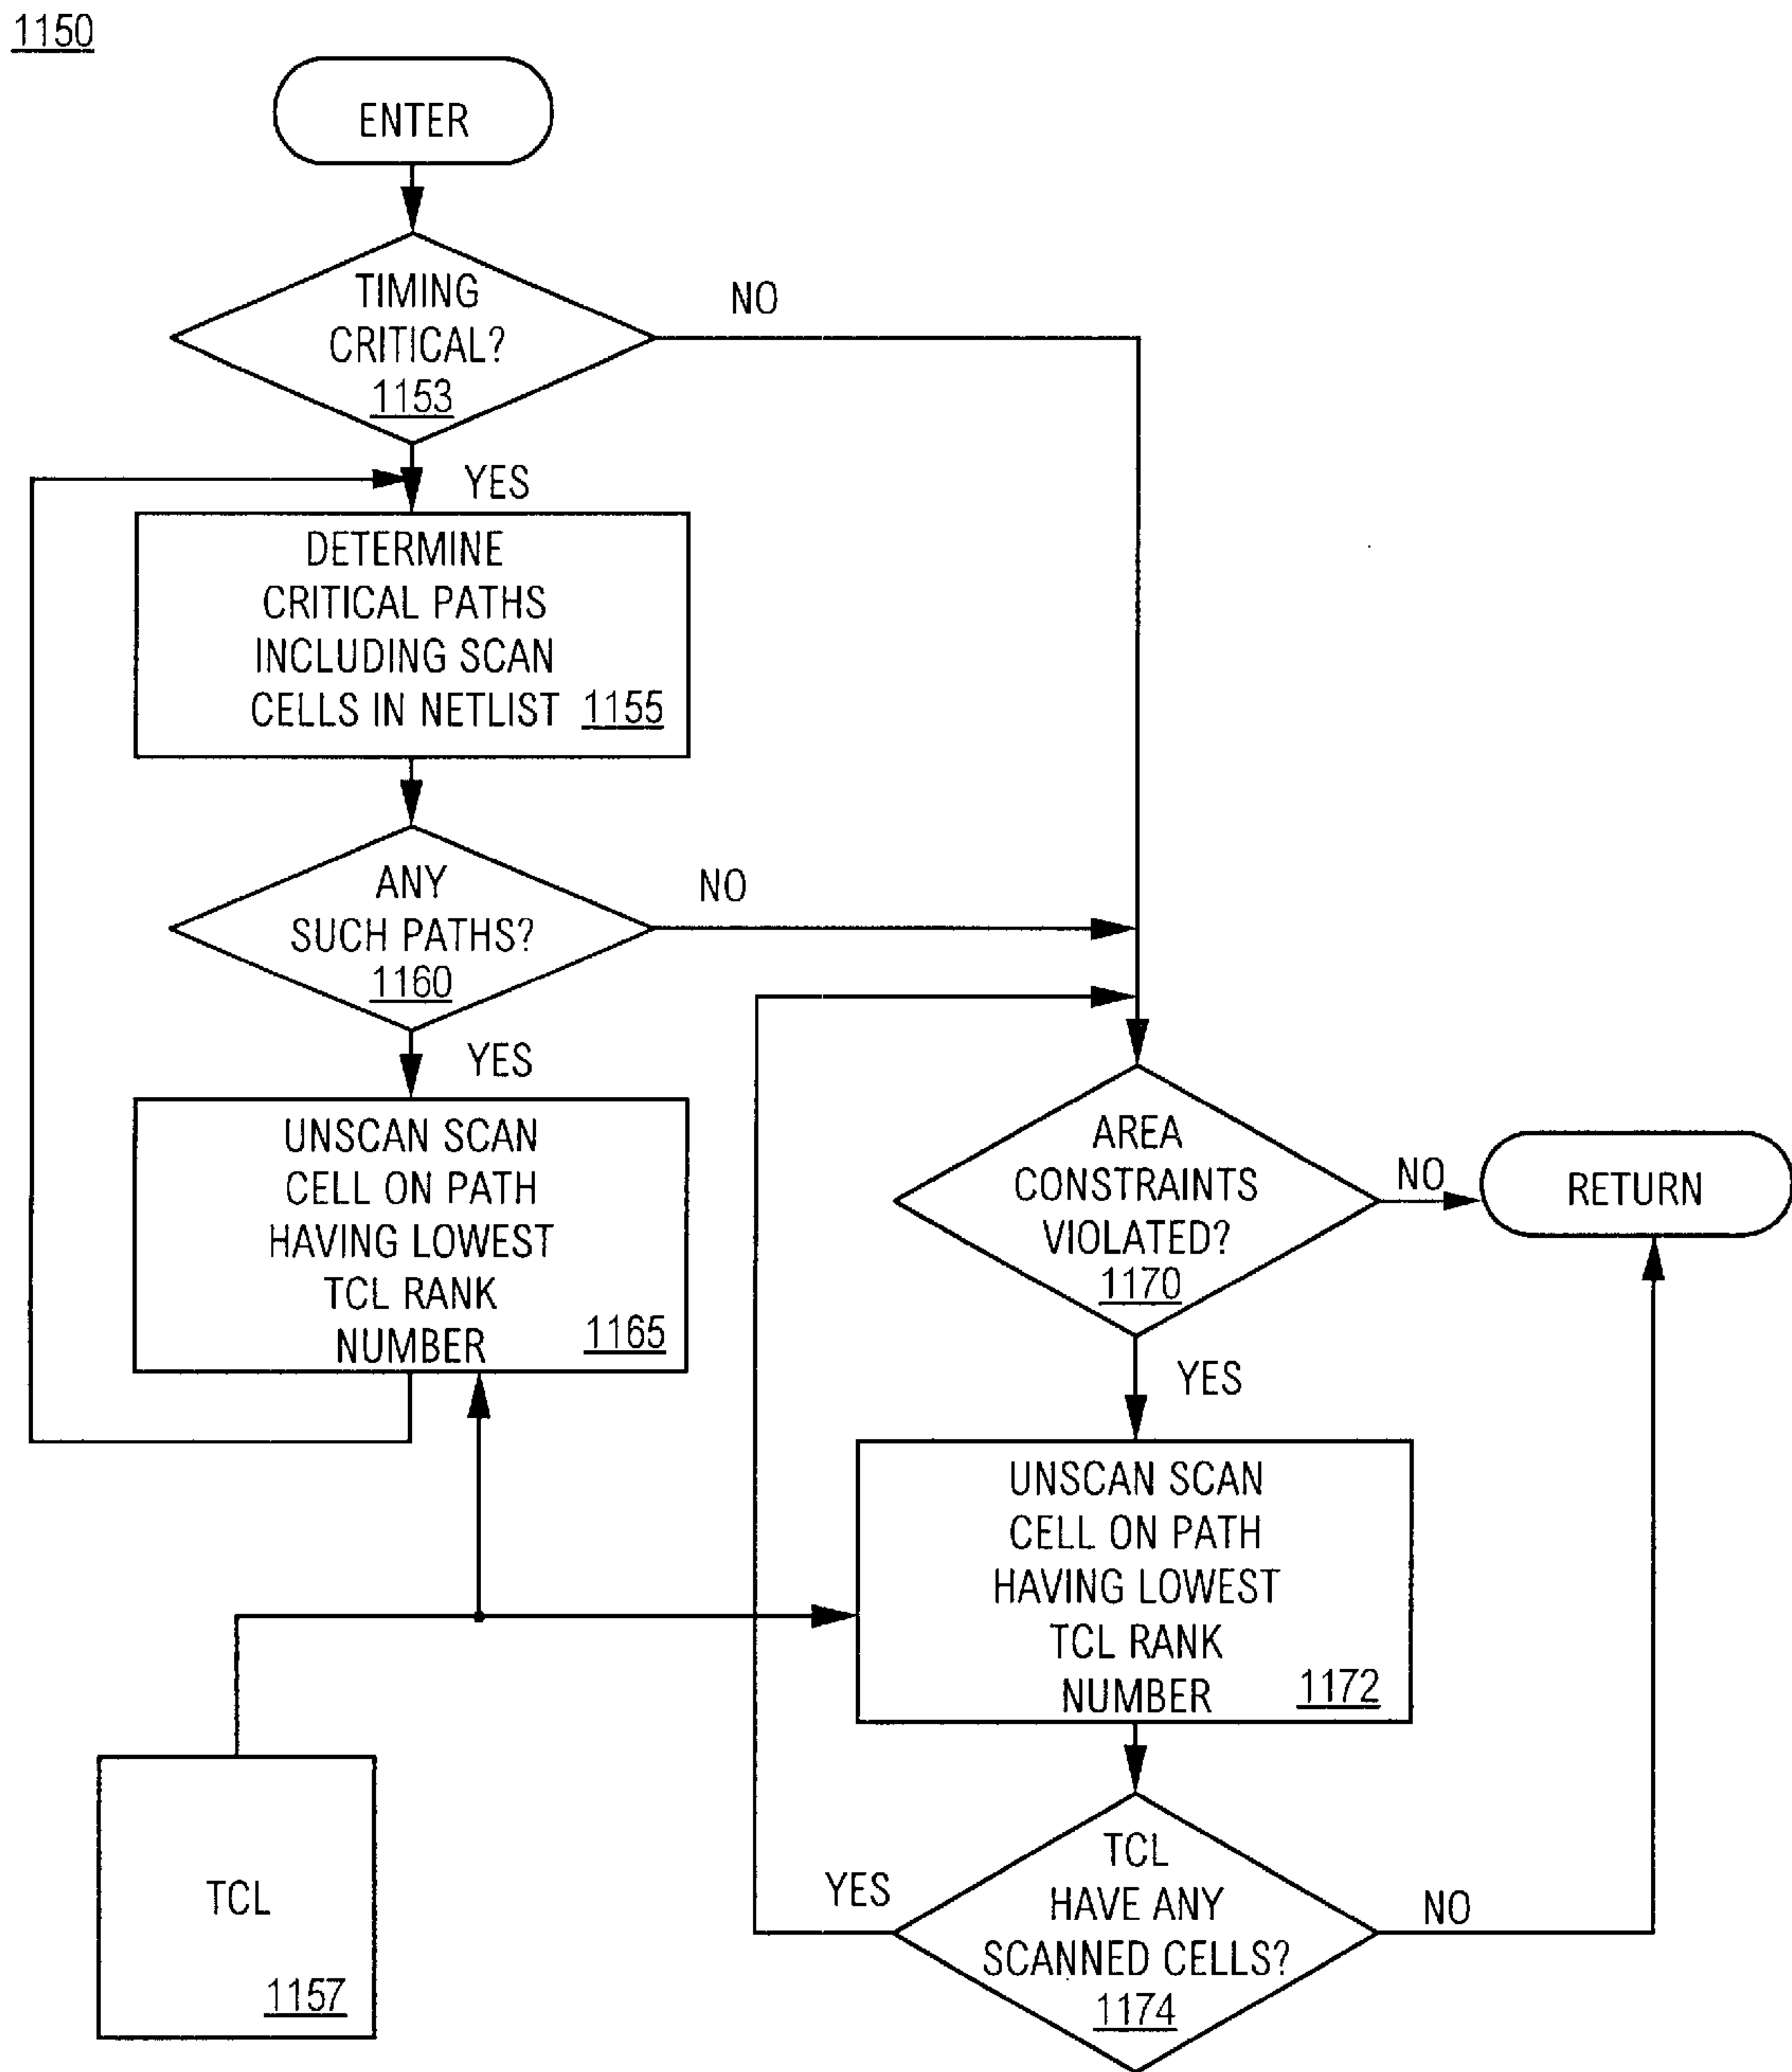 1150
ENTER
TIMING
CRITICAL?
1153
NO
YES
DETERMINE
CRITICAL PATHS
INCLUDING SCAN
CELLS IN NETLIST 1155
ANY
SUCH PATHS?
1160
NO
YES
UNSCAN SCAN
CELL ON PATH
HAVING LOWEST
TCL RANK
NUMBER 1165
AREA
CONSTRAINTS
VIOLATED?
1170
NO
RETURN
YES
UNSCAN SCAN
CELL ON PATH
HAVING LOWEST
TCL RANK
NUMBER 1172
TCL
HAVE ANY
SCANNED CELLS?
1174
YES
NO
TCL
1157